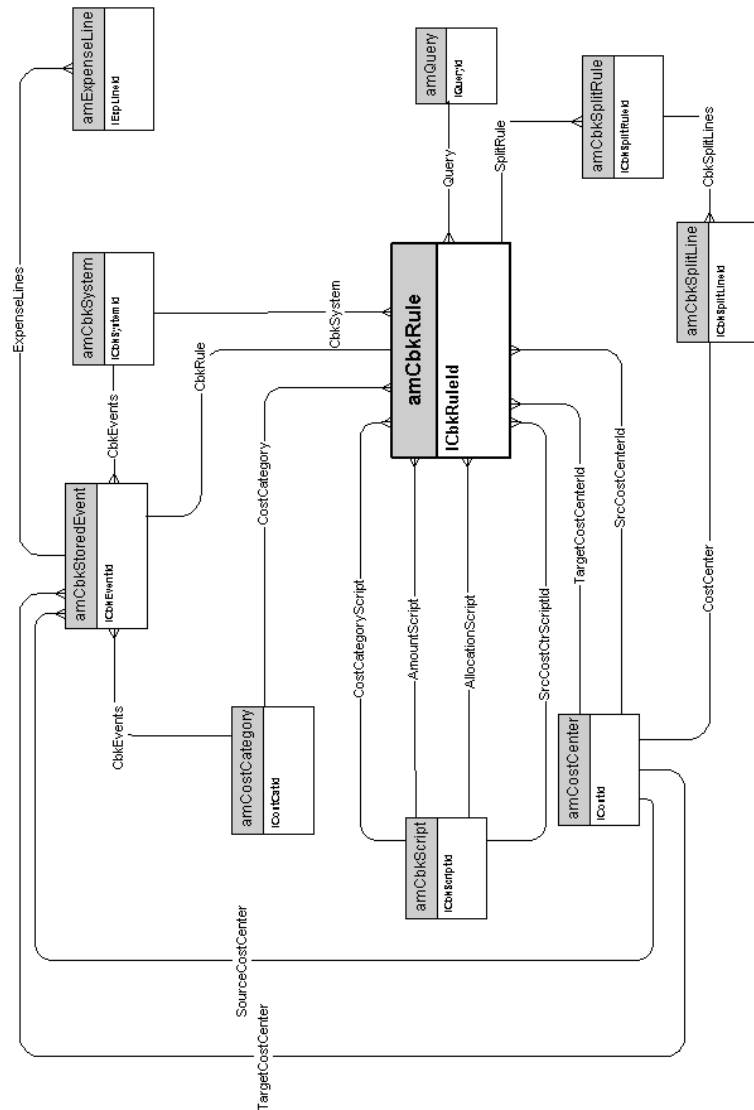 TargetCostCenter
SourceCostCenter
CbkEvents
ExpenseLines
amCbkStoredEvent
lCbkEventId
amExpenseLine
lExpLineId
CbkEvents
amCbkSystem
lCbkSystemId
CbkRule
amCostCategory
lCostCatId
CostCategory
CbkSystem
CostCategoryScript
amCbkScript
lCbkScriptId
AmountScript
AllocationScript
SrcCostCtrScriptId
amCbkRule
lCbkRuleId
Query
amQuery
lQueryId
SplitRule
amCostCenter
lCostId
TargetCostCenterId
SrcCostCenterId
amCbkSplitRule
lCbkSplitRuleId
CbkSplitLines
amCbkSplitLine
lCbkSplitLineId
CostCenter